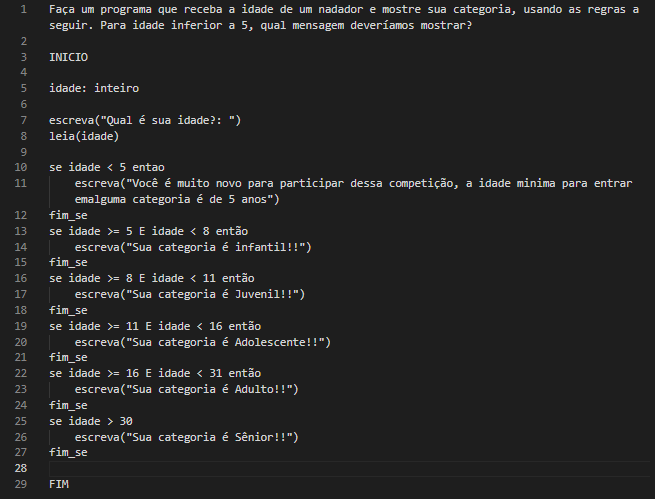 1 Faça um programa que receba a idade de um nadador e mostre sua categoria, usando as regras a
seguir. Para idade inferior a 5, qual mensagem deveríamos mostrar?
2
3 INICIO
4
5 idade: inteiro
6
7 escreva("Qual é sua idade?: ")
8 leia(idade)
9
10 se idade < 5 entao
11 escreva("Você é muito novo para participar dessa competição, a idade minima para entrar
emalguma categoria é de 5 anos")
12 fim_se
13 se idade >= 5 E idade < 8 então
14 escreva("Sua categoria é infantil!!")
15 fim_se
16 se idade >= 8 E idade < 11 então
17 escreva("Sua categoria é Juvenil!!")
18 fim_se
19 se idade >= 11 E idade < 16 então
20 escreva("Sua categoria é Adolescente!!")
21 fim_se
22 se idade >= 16 E idade < 31 então
23 escreva("Sua categoria é Adulto!!")
24 fim_se
25 se idade > 30
26 escreva("Sua categoria é Sênior!!")
27 fim_se
28
29 FIM